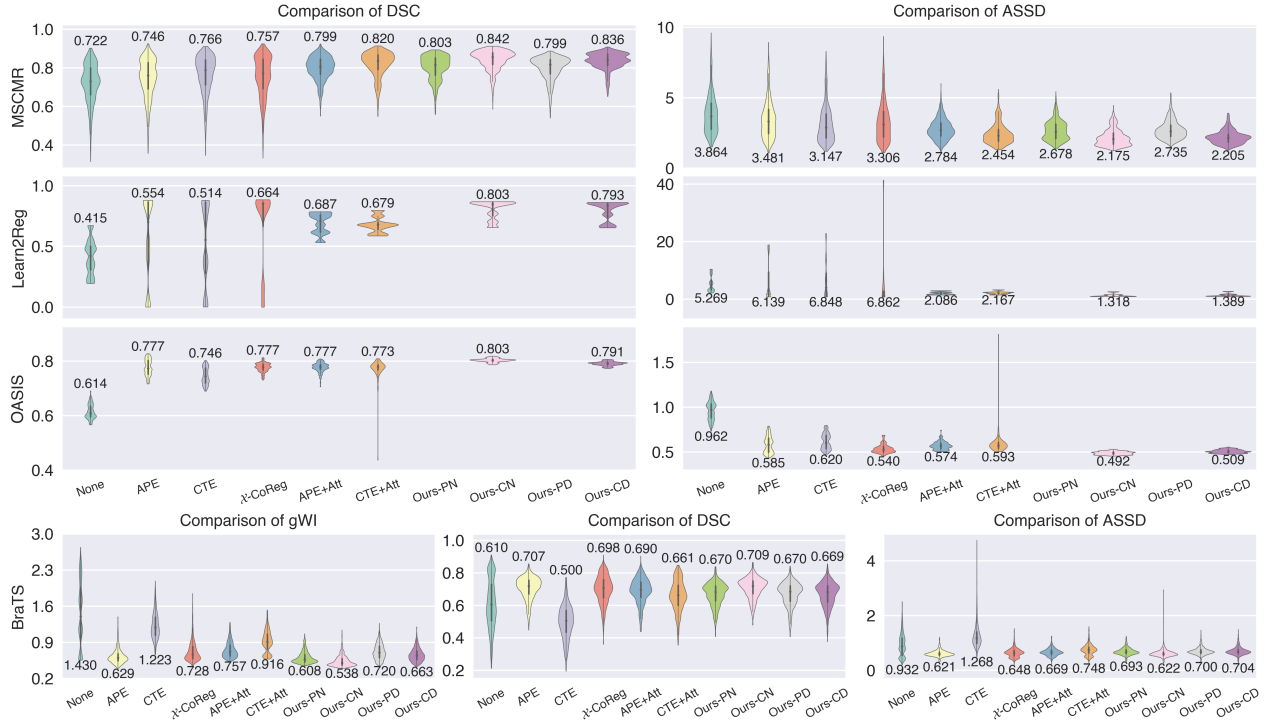 Comparison of DSC
Comparison of ASSD
MSCMR
1.0
0.8
0.6
0.4
0.722
0.746
0.766
0.757
0.799
0.820
0.803
0.842
0.799
0.836
10
5
0
3.864
3.481
3.147
3.306
2.784
2.454
2.678
2.175
2.735
2.205
Learn2Reg
1.0
0.5
0.0
0.415
0.554
0.514
0.664
0.687
0.679
0.803
0.793
40
20
0
5.269
6.139
6.848
6.862
2.086
2.167
1.318
1.389
OASIS
0.8
0.6
0.4
0.614
0.777
0.746
0.777
0.777
0.773
0.803
0.791
1.5
1.0
0.5
0.962
0.585
0.620
0.540
0.574
0.593
0.492
0.509
None
APE
CTE
𝒳-CoReg
APE+Att
CTE+Att
Ours-PN
Ours-CN
Ours-PD
Ours-CD
None
APE
CTE
𝒳-CoReg
APE+Att
CTE+Att
Ours-PN
Ours-CN
Ours-PD
Ours-CD
Comparison of gWI
Comparison of DSC
Comparison of ASSD
BraTS
3.0
2.3
1.6
0.9
0.2
1.430
0.629
1.223
0.728
0.757
0.916
0.608
0.538
0.720
0.663
1.0
0.8
0.6
0.4
0.2
0.610
0.707
0.500
0.698
0.690
0.661
0.670
0.709
0.670
0.669
4
2
0
0.932
0.621
1.268
0.648
0.669
0.748
0.693
0.622
0.700
0.704
None
APE
CTE
𝒳-CoReg
APE+Att
CTE+Att
Ours-PN
Ours-CN
Ours-PD
Ours-CD
None
APE
CTE
𝒳-CoReg
APE+Att
CTE+Att
Ours-PN
Ours-CN
Ours-PD
Ours-CD
None
APE
CTE
𝒳-CoReg
APE+Att
CTE+Att
Ours-PN
Ours-CN
Ours-PD
Ours-CD